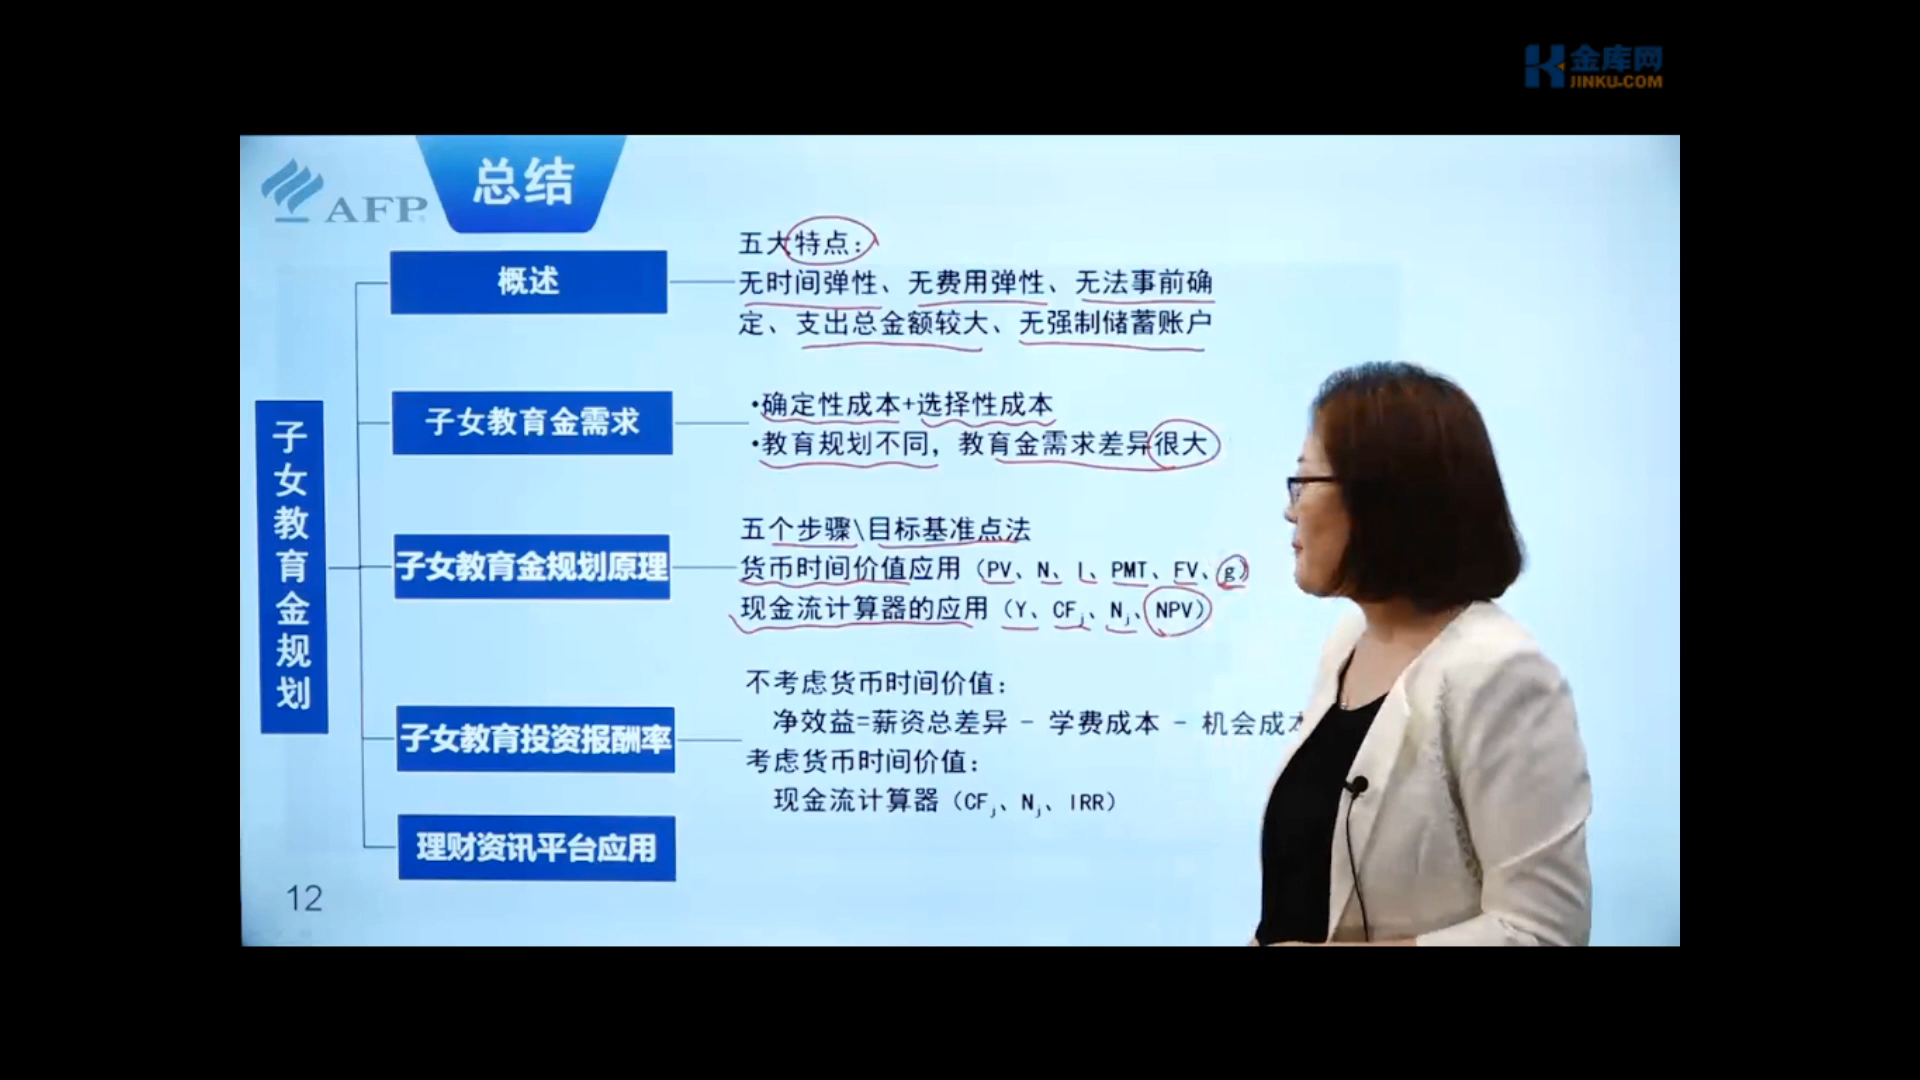 金库网
JINKU.COM
AFP
总结
五大特点：
概述
无时间弹性、无费用弹性、无法事前确
定、支出总金额较大、无强制储蓄账户
子女教育金规划
子女教育金需求
·确定性成本+选择性成本
·教育规划不同，教育金需求差异很大
五个步骤\目标基准点法
子女教育金规划原理
货币时间价值应用（PV、N、I、PMT、FV、g）
现金流计算器的应用（Y、CFj、Nj、NPV）
不考虑货币时间价值：
净效益=薪资总差异 - 学费成本 - 机会成本
子女教育投资报酬率
考虑货币时间价值：
现金流计算器（CFj、Nj、IRR）
理财资讯平台应用
12